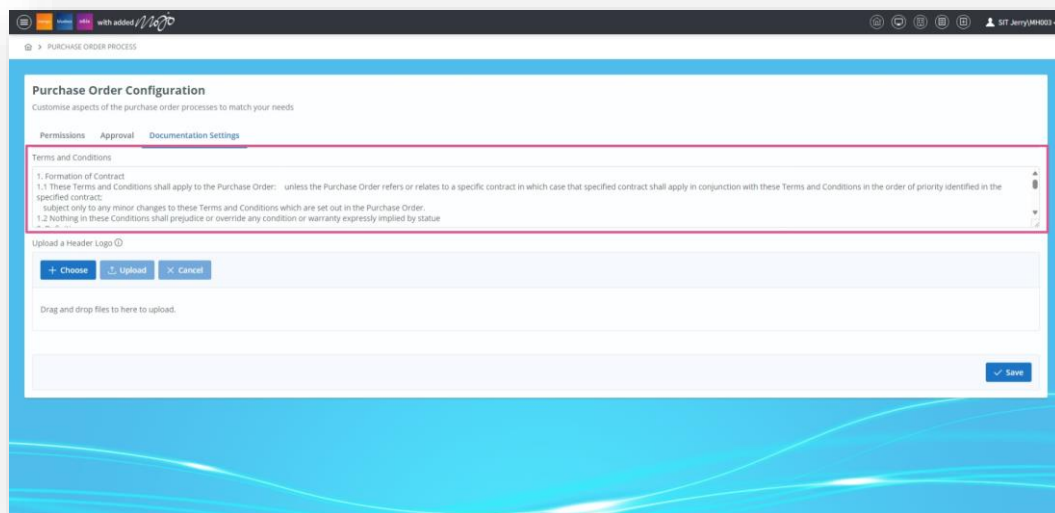 with added Mojo
SIT Jerry\MH003
> PURCHASE ORDER PROCESS
Purchase Order Configuration
Customise aspects of the purchase order processes to match your needs
Permissions Approval Documentation Settings
Terms and Conditions
1. Formation of Contract
1.1 These Terms and Conditions shall apply to the Purchase Order: unless the Purchase Order refers or relates to a specific contract in which case that specified contract shall apply in conjunction with these Terms and Conditions in the order of priority identified in the
specified contract;
subject only to any minor changes to these Terms and Conditions which are set out in the Purchase Order.
1.2 Nothing in these Conditions shall prejudice or override any condition or warranty expressly implied by statue
Upload a Header Logo
+ Choose Upload × Cancel
Drag and drop files to here to upload.
Save